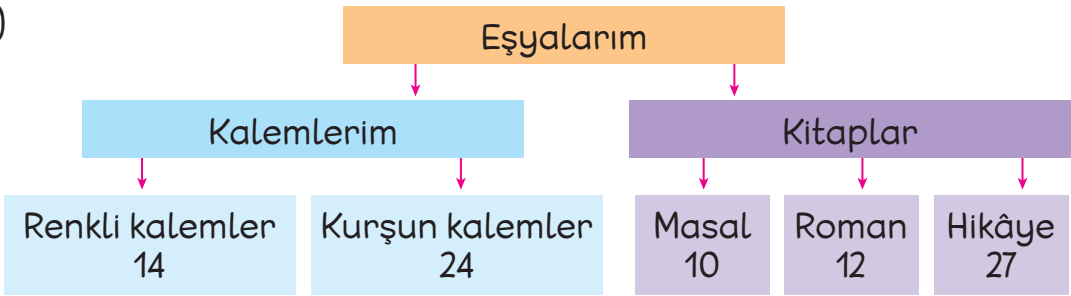 )
Eşyalarım
Kalemlerim
Kitaplar
Renkli kalemler
14
Kurşun kalemler
24
Masal
10
Roman
12
Hikâye
27